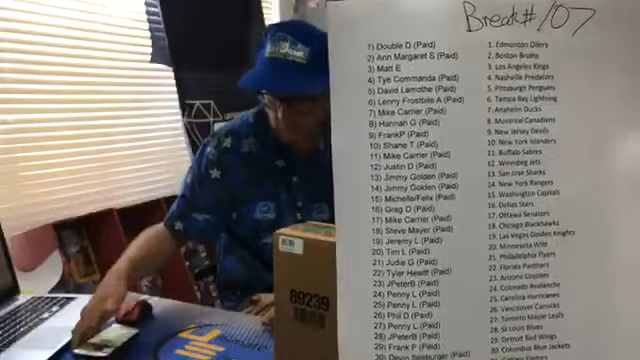 Break #107
1) Double D (Paid)
2) Ann Margaret S (Paid)
3) Matt E
4) Tye Commanda (Paid)
5) David Lamothe (Paid)
6) Lenny Frostbite A (Paid)
7) Mike Carrier (Paid)
8) Hannah G (Paid)
9) FrankP (Paid)
10) Shane T (Paid)
11) Mike Carrier (Paid)
12) Justin D (Paid)
13) Jimmy Golden (Paid)
14) Jimmy Golden (Paid)
15) Michelle/Felix (Paid)
16) Greg D (Paid)
17) Mike Carrier (Paid)
18) Steve Mayer (Paid)
19) Jeremy L (Paid)
20) Tim L (Paid)
21) Judie G (Paid)
22) Tyler Hewitt (Paid)
23) JPeterB (Paid)
24) Penny L (Paid)
25) Penny L (Paid)
26) Phil D (Paid)
27) Penny L (Paid)
28) JPeterB (Paid)
29) Frank P (Paid)
30) Devon Saeburger (Paid)
1. Edmonton Oilers
2. Boston Bruins
3. Los Angeles Kings
4. Nashville Predators
5. Pittsburgh Penguins
6. Tampa Bay Lightning
7. Anaheim Ducks
8. Montreal Canadiens
9. New Jersey Devils
10. New York Islanders
11. Buffalo Sabres
12. Winnipeg Jets
13. San Jose Sharks
14. New York Rangers
15. Washington Capitals
16. Dallas Stars
17. Ottawa Senators
18. Chicago Blackhawks
19. Las Vegas Golden Knights
20. Minnesota Wild
21. Philadelphia Flyers
22. Florida Panthers
23. Arizona Coyotes
24. Colorado Avalanche
25. Carolina Hurricanes
26. Vancouver Canucks
27. Toronto Maple Leafs
28. St Louis Blues
29. Detroit Red Wings
30. Columbus Blue Jackets
89239